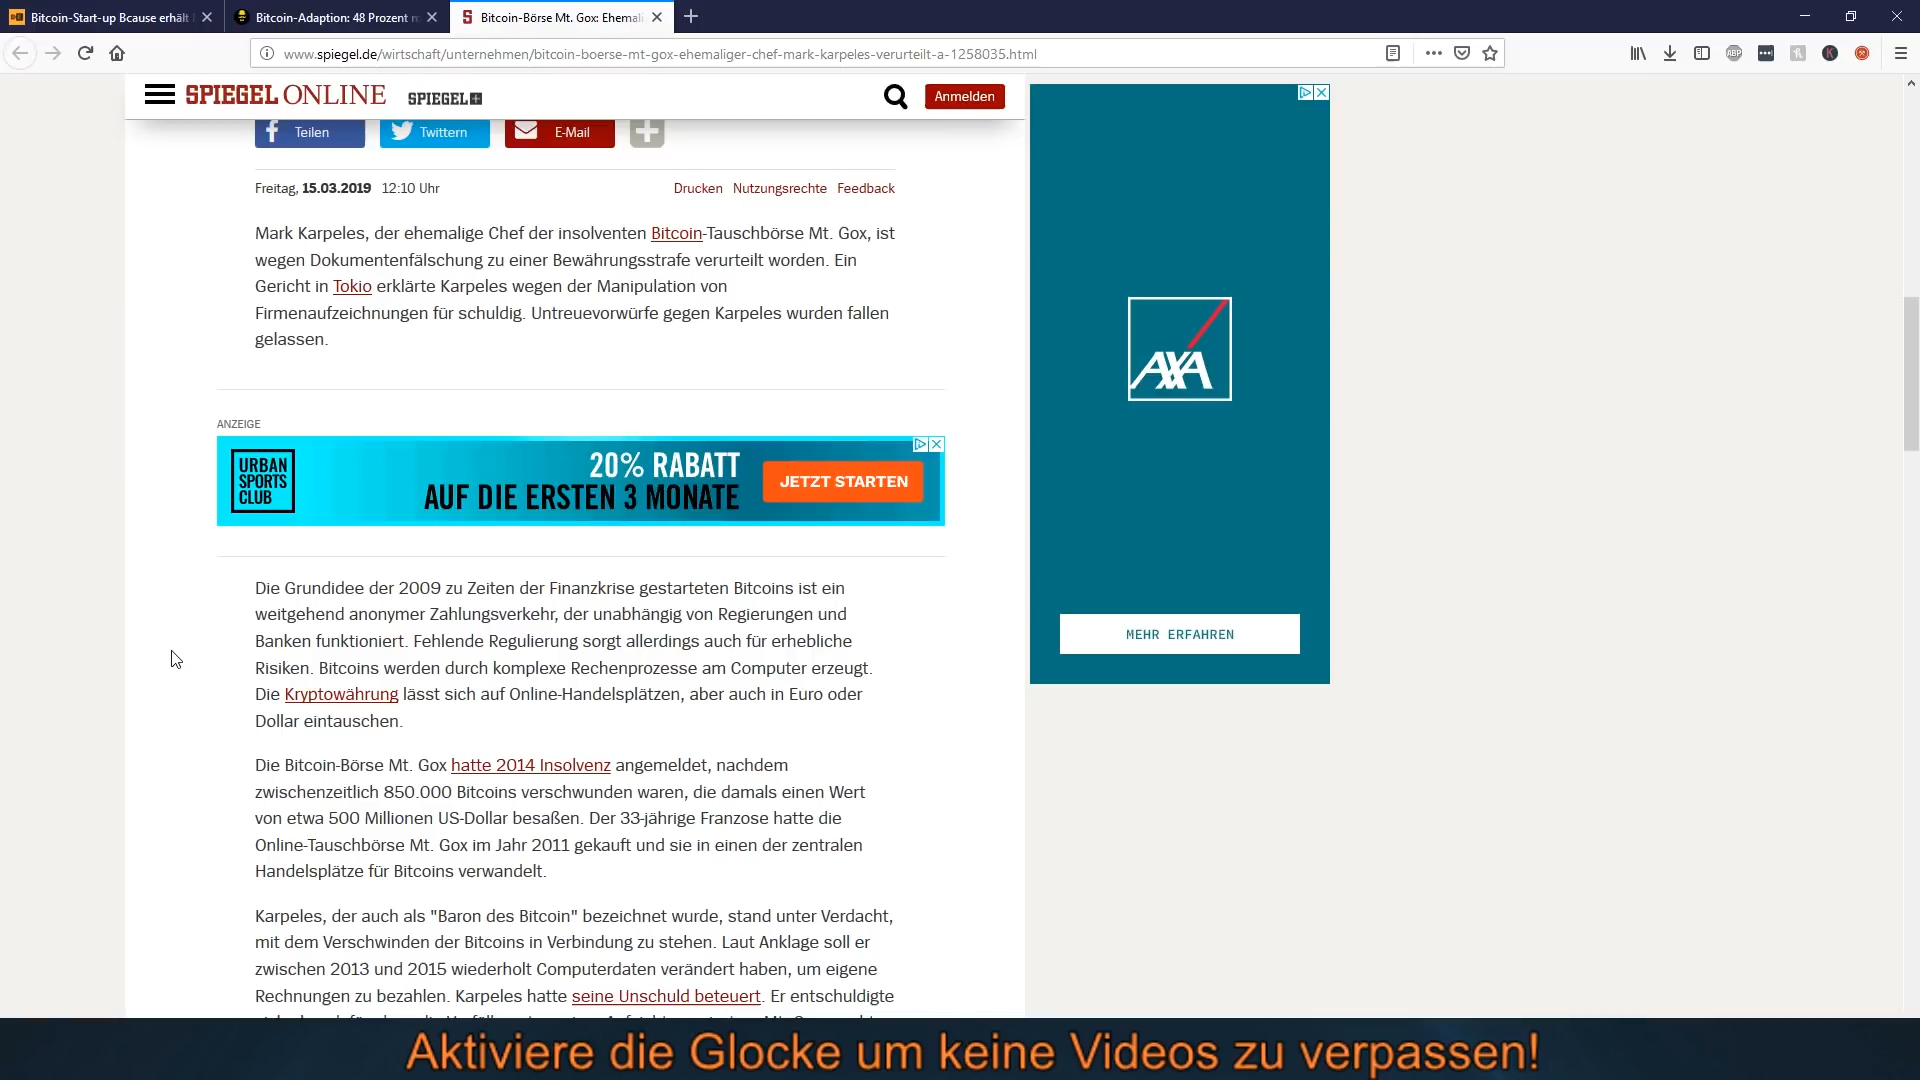 Bitcoin-Start-up Bcause erhält
Bitcoin-Adaption: 48 Prozent
Bitcoin-Börse Mt. Gox: Ehemali
www.spiegel.de/wirtschaft/unternehmen/bitcoin-boerse-mt-gox-ehemaliger-chef-mark-karpeles-verurteilt-a-1258035.html
ABP
SPIEGEL ONLINE SPIEGEL+
Anmelden
Teilen
Twittern
E-Mail
Freitag, 15.03.2019 12:10 Uhr
Drucken Nutzungsrechte Feedback
Mark Karpeles, der ehemalige Chef der insolventen Bitcoin-Tauschbörse Mt. Gox, ist
wegen Dokumentenfälschung zu einer Bewährungsstrafe verurteilt worden. Ein
Gericht in Tokio erklärte Karpeles wegen der Manipulation von
Firmenaufzeichnungen für schuldig. Untreuevorwürfe gegen Karpeles wurden fallen
gelassen.
ANZEIGE
URBAN
SPORTS
CLUB
20% RABATT
AUF DIE ERSTEN 3 MONATE
JETZT STARTEN
AXA
MEHR ERFAHREN
Die Grundidee der 2009 zu Zeiten der Finanzkrise gestarteten Bitcoins ist ein
weitgehend anonymer Zahlungsverkehr, der unabhängig von Regierungen und
Banken funktioniert. Fehlende Regulierung sorgt allerdings auch für erhebliche
Risiken. Bitcoins werden durch komplexe Rechenprozesse am Computer erzeugt.
Die Kryptowährung lässt sich auf Online-Handelsplätzen, aber auch in Euro oder
Dollar eintauschen.
Die Bitcoin-Börse Mt. Gox hatte 2014 Insolvenz angemeldet, nachdem
zwischenzeitlich 850.000 Bitcoins verschwunden waren, die damals einen Wert
von etwa 500 Millionen US-Dollar besaßen. Der 33-jährige Franzose hatte die
Online-Tauschbörse Mt. Gox im Jahr 2011 gekauft und sie in einen der zentralen
Handelsplätze für Bitcoins verwandelt.
Karpeles, der auch als "Baron des Bitcoin" bezeichnet wurde, stand unter Verdacht,
mit dem Verschwinden der Bitcoins in Verbindung zu stehen. Laut Anklage soll er
zwischen 2013 und 2015 wiederholt Computerdaten verändert haben, um eigene
Rechnungen zu bezahlen. Karpeles hatte seine Unschuld beteuert. Er entschuldigte
Aktiviere die Glocke um keine Videos zu verpassen!